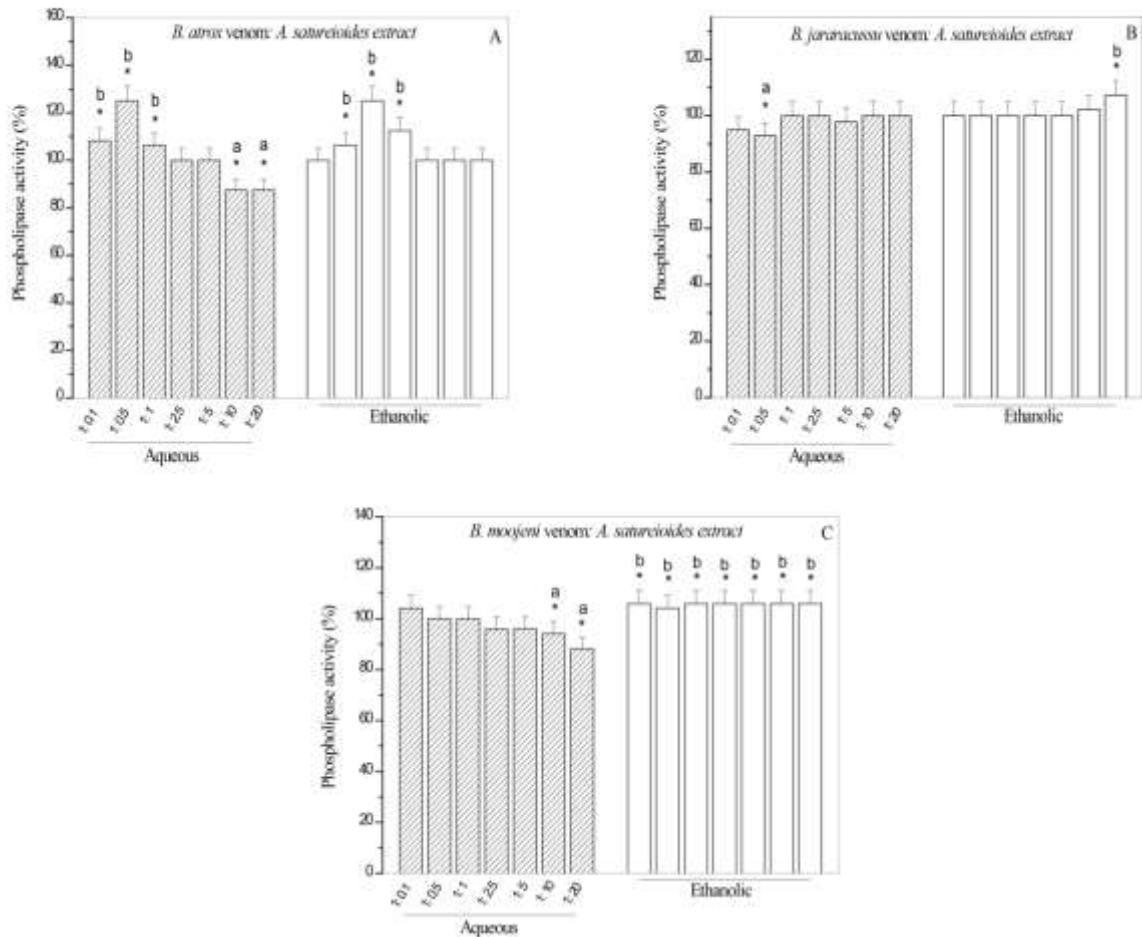 B. atrox venom: A. satureioides extract
A
Phospholipase activity (%)
160
140
120
100
80
60
40
20
0
b
*
b
*
b
*
a
*
a
*
b
*
b
*
b
*
1: 0.1
1: 0.5
1: 1
1: 2.5
1: 5
1: 10
1: 20
Aqueous
Ethanolic
B. jararacussu venom: A. satureioides extract
B
Phospholipase activity (%)
120
100
80
60
40
20
0
a
*
b
*
1: 0.1
1: 0.5
1: 1
1: 2.5
1: 5
1: 10
1: 20
Aqueous
Ethanolic
B. moojeni venom: A. satureioides extract
C
Phospholipase activity (%)
140
120
100
80
60
40
20
0
a
*
a
*
b
*
b
*
b
*
b
*
b
*
b
*
b
*
1: 0.1
1: 0.5
1: 1
1: 2.5
1: 5
1: 10
1: 20
Aqueous
Ethanolic